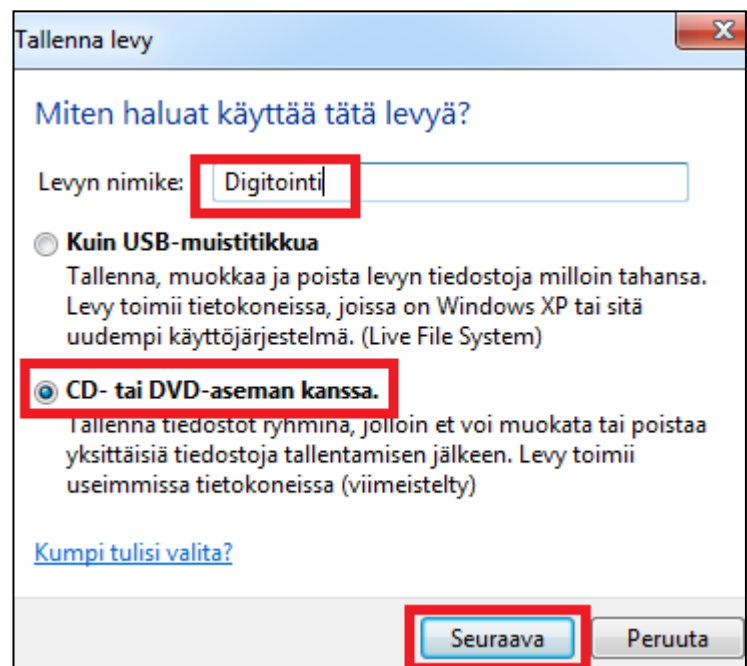 Tallenna levy
Miten haluat käyttää tätä levyä?
Levyn nimike: Digitointi
Kuin USB-muistitikkua
Tallenna, muokkaa ja poista levyn tiedostoja milloin tahansa.
Levy toimii tietokoneissa, joissa on Windows XP tai sitä
uudempi käyttöjärjestelmä. (Live File System)
CD- tai DVD-aseman kanssa.
Tallenna tiedostot ryhminä, jolloin et voi muokata tai poistaa
yksittäisiä tiedostoja tallentamisen jälkeen. Levy toimii
useimmissa tietokoneissa (viimeistelty)
Kumpi tulisi valita?
Seuraava Peruuta